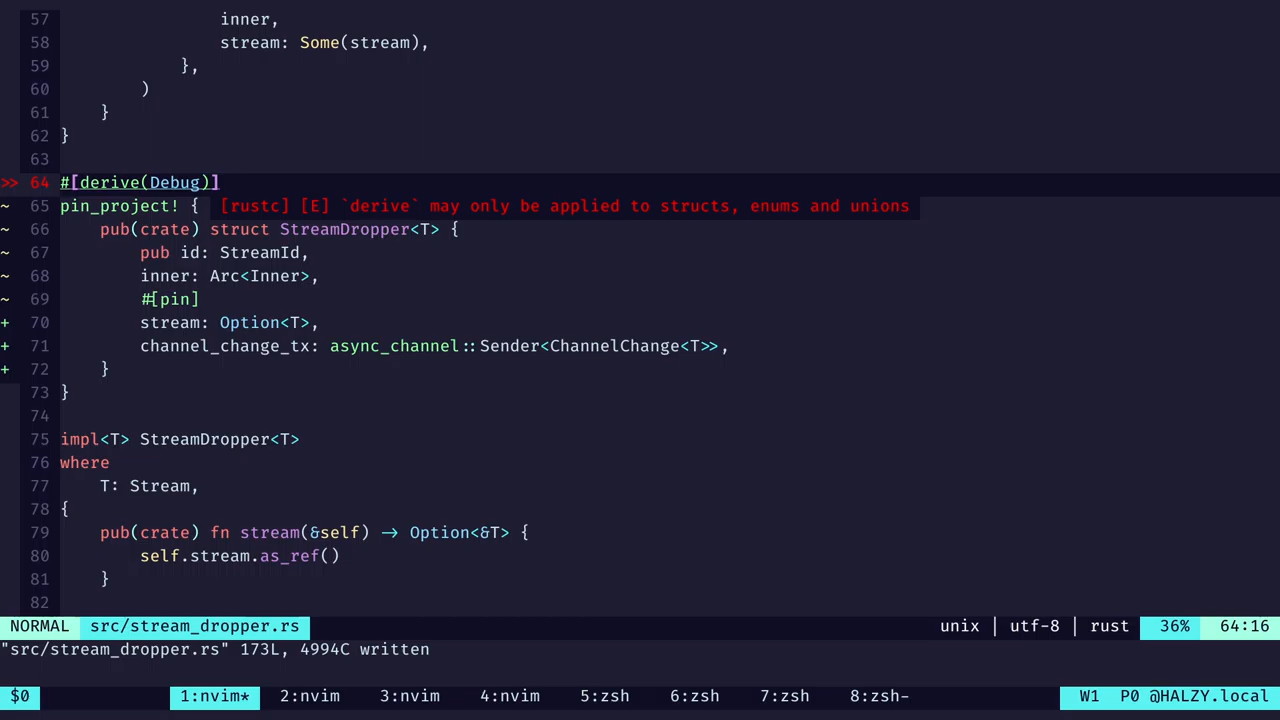 57                 inner,
58                 stream: Some(stream),
59             },
60         )
61     }
62 }
63
>> 64 #[derive(Debug)]
~ 65 pin_project! { [rustc] [E] `derive` may only be applied to structs, enums and unions
~ 66     pub(crate) struct StreamDropper<T> {
~ 67         pub id: StreamId,
~ 68         inner: Arc<Inner>,
~ 69         #[pin]
+ 70         stream: Option<T>,
+ 71         channel_change_tx: async_channel::Sender<ChannelChange<T>>,
+ 72     }
73 }
74
75 impl<T> StreamDropper<T>
76 where
77     T: Stream,
78 {
79     pub(crate) fn stream(&self) -> Option<&T> {
80         self.stream.as_ref()
81     }
82
NORMAL src/stream_dropper.rs unix | utf-8 | rust 36% 64:16
"src/stream_dropper.rs" 173L, 4994C written
$0 1:nvim* 2:nvim 3:nvim 4:nvim 5:zsh 6:zsh 7:zsh 8:zsh- W1 P0 @HALZY.local